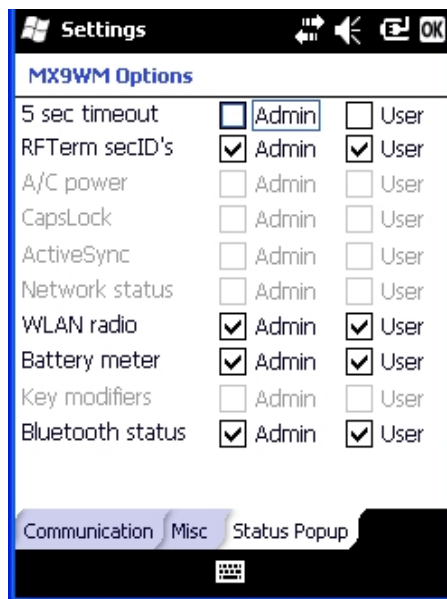 Settings OK
MX9WM Options
5 sec timeout Admin User
RFTerm secID's Admin User
A/C power Admin User
CapsLock Admin User
ActiveSync Admin User
Network status Admin User
WLAN radio Admin User
Battery meter Admin User
Key modifiers Admin User
Bluetooth status Admin User
Communication Misc Status Popup